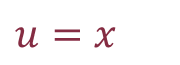 u = x